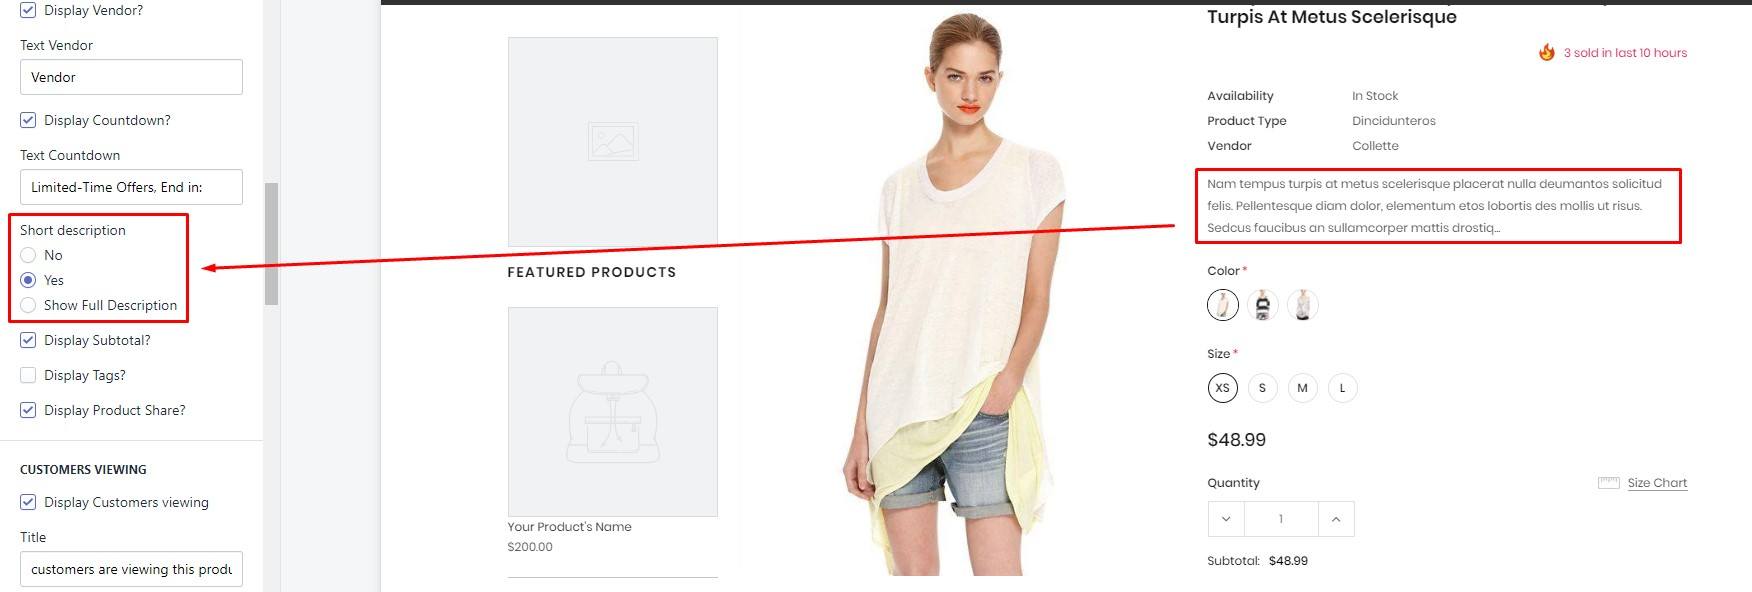 Display Vendor?
Text Vendor
Vendor
Display Countdown?
Text Countdown
Limited-Time Offers, End in:
Short description
No
Yes
Show Full Description
Display Subtotal?
Display Tags?
Display Product Share?
CUSTOMERS VIEWING
Display Customers viewing
Title
customers are viewing this produ
FEATURED PRODUCTS
Your Product's Name
$200.00
Turpis At Metus Scelerisque
3 sold in last 10 hours
Availability In Stock
Product Type Dincidunteros
Vendor Collette
Nam tempus turpis at metus scelerisque placerat nulla deumantos solicitud
felis. Pellentesque diam dolor, elementum etos lobortis des mollis ut risus.
Sedcus faucibus an sullamcorper mattis drostiq...
Color *
Size *
XS S M L
$48.99
Quantity Size Chart
1
Subtotal: $48.99